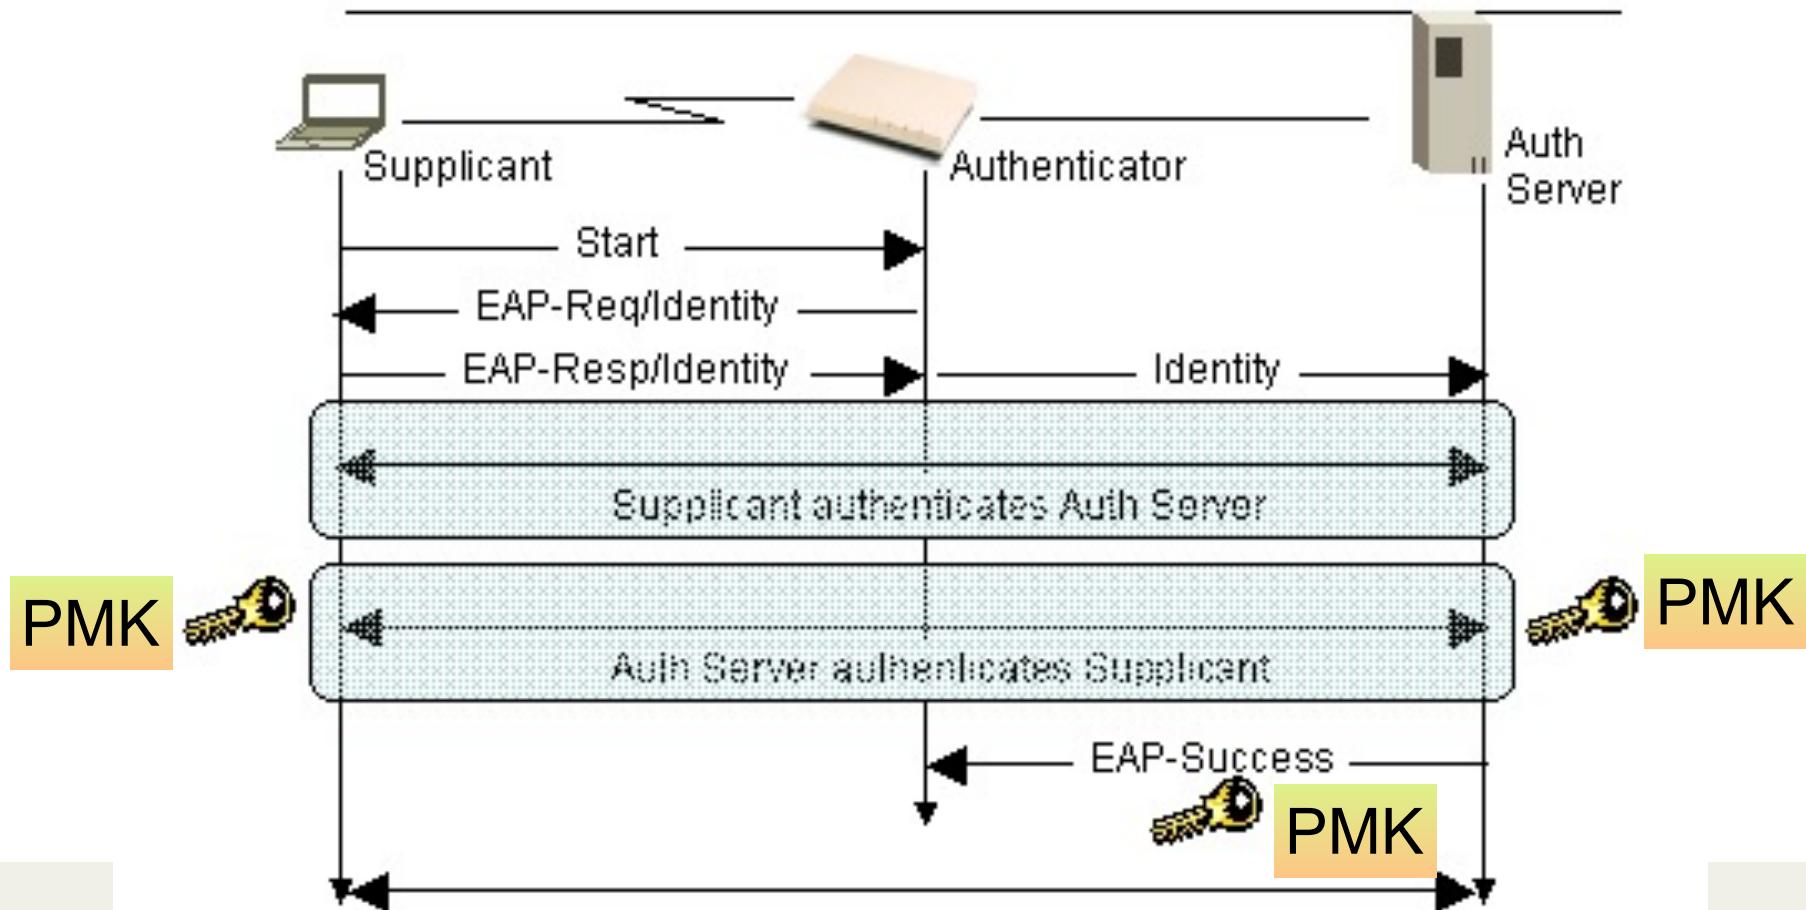 Supplicant
Authenticator
Auth
Server
Start
EAP-Req/Identity
EAP-Resp/Identity
Identity
Supplicant authenticates Auth Server
PMK
PMK
Auth Server authenticates Supplicant
EAP-Success
PMK